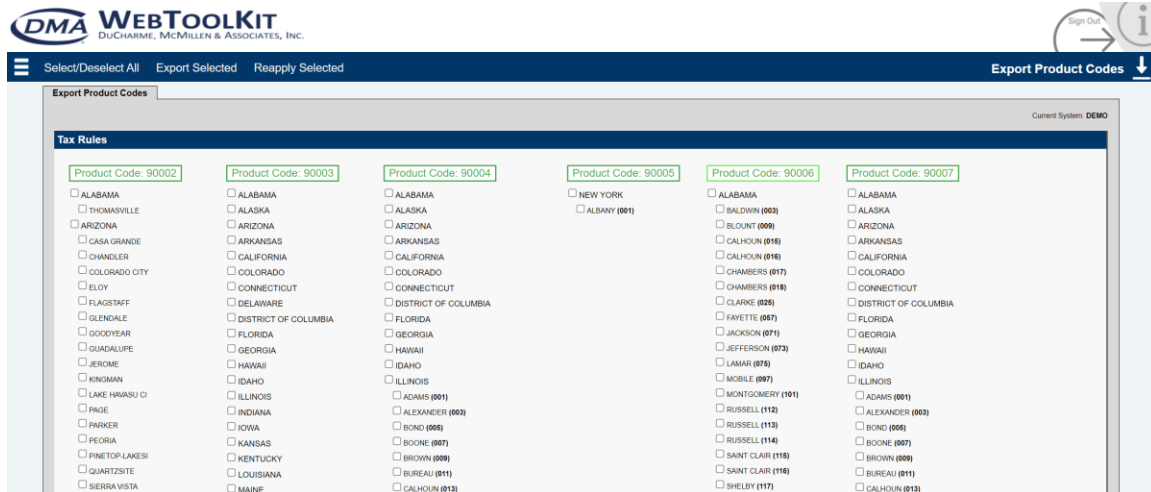 DMA WEBTOOLKIT
DUCHARME, MCMILLEN & ASSOCIATES, INC.
Sign Out
i
Select/Deselect All Export Selected Reapply Selected
Export Product Codes
Export Product Codes
Current System: DEMO
Tax Rules
Product Code: 90002
ALABAMA
THOMASVILLE
ARIZONA
CASA GRANDE
CHANDLER
COLORADO CITY
ELOY
FLAGSTAFF
GLENDALE
GOODYEAR
GUADALUPE
JEROME
KINGMAN
LAKE HAVASU CI
PAGE
PARKER
PEORIA
PINETOP-LAKESI
QUARTZSITE
SIERRA VISTA
Product Code: 90003
ALABAMA
ALASKA
ARIZONA
ARKANSAS
CALIFORNIA
COLORADO
CONNECTICUT
DELAWARE
DISTRICT OF COLUMBIA
FLORIDA
GEORGIA
HAWAII
IDAHO
ILLINOIS
INDIANA
IOWA
KANSAS
KENTUCKY
LOUISIANA
MAINE
Product Code: 90004
ALABAMA
ALASKA
ARIZONA
ARKANSAS
CALIFORNIA
COLORADO
CONNECTICUT
DISTRICT OF COLUMBIA
FLORIDA
GEORGIA
HAWAII
IDAHO
ILLINOIS
ADAMS (001)
ALEXANDER (003)
BOND (005)
BOONE (007)
BROWN (009)
BUREAU (011)
CALHOUN (013)
Product Code: 90005
NEW YORK
ALBANY (001)
Product Code: 90006
ALABAMA
BALDWIN (003)
BLOUNT (009)
CALHOUN (015)
CALHOUN (016)
CHAMBERS (017)
CHAMBERS (018)
CLARKE (025)
FAYETTE (057)
JACKSON (071)
JEFFERSON (073)
LAMAR (075)
MOBILE (097)
MONTGOMERY (101)
RUSSELL (112)
RUSSELL (113)
RUSSELL (114)
SAINT CLAIR (115)
SAINT CLAIR (116)
SHELBY (117)
Product Code: 90007
ALABAMA
ALASKA
ARIZONA
ARKANSAS
CALIFORNIA
COLORADO
CONNECTICUT
DISTRICT OF COLUMBIA
FLORIDA
GEORGIA
HAWAII
IDAHO
ILLINOIS
ADAMS (001)
ALEXANDER (003)
BOND (005)
BOONE (007)
BROWN (009)
BUREAU (011)
CALHOUN (013)